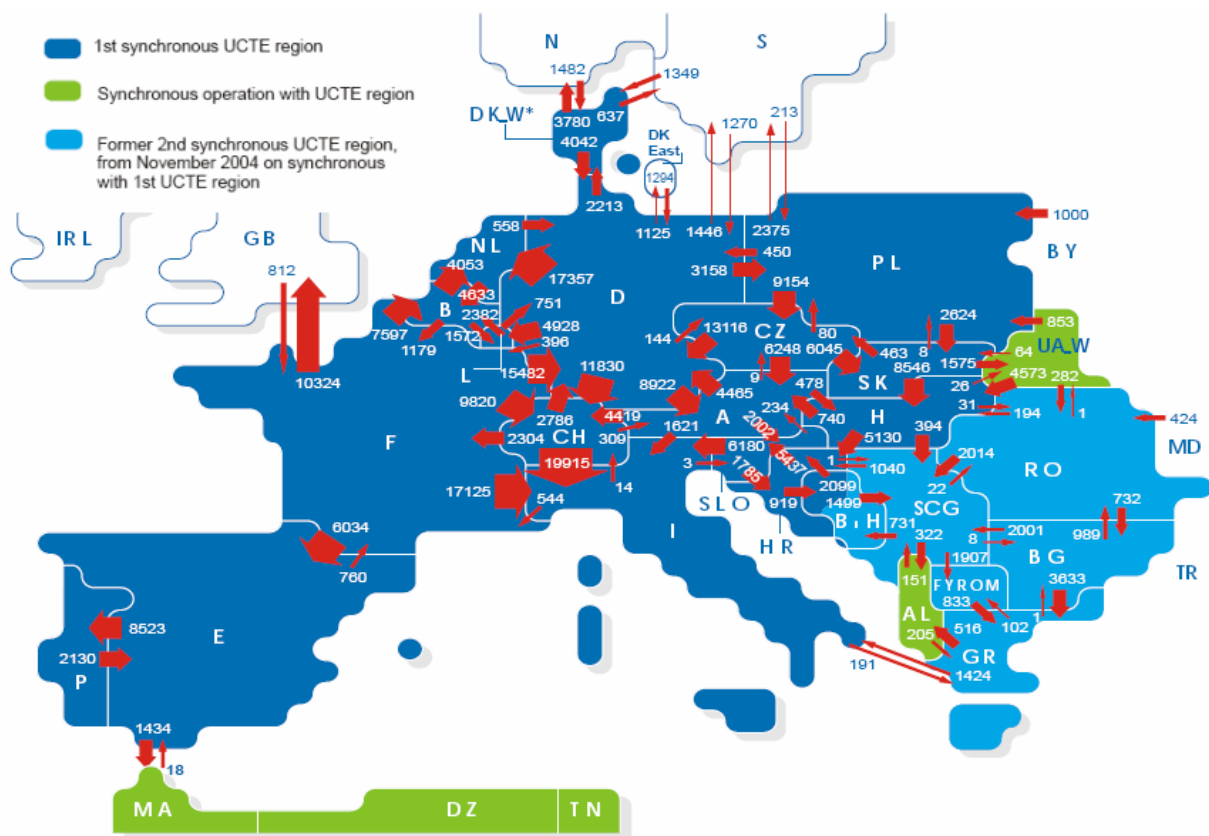 1st synchronous UCTE region
Synchronous operation with UCTE region
Former 2nd synchronous UCTE region,
from November 2004 on synchronous
with 1st UCTE region
N
S
1482
1349
DK_W*
3780
637
4042
DK
East
1270
213
1294
2213
1125
1446
2375
1000
IRL
GB
558
NL
450
BY
812
4053
17357
D
3158
PL
4633
751
9154
B
2382
7597
1179
1572
4928
396
144
13116
CZ
80
2624
853
8
64
UA_W
10324
L
15482
11830
6248
6045
463
1575
4573
282
9
8546
26
9820
8922
4465
478
SK
2786
4419
A
234
740
H
31
194
1
424
F
2304
CH
309
1621
2002
5130
394
MD
6180
5437
1
2014
RO
19915
3
1785
1040
17125
544
14
2099
22
SLO
919
1499
SCG
732
I
BiH
731
2001
989
6034
HR
322
8
BG
TR
760
1907
151
FYROM
3633
833
1
8523
E
AL
516
102
2130
205
GR
P
191
1424
1434
18
MA
DZ
TN